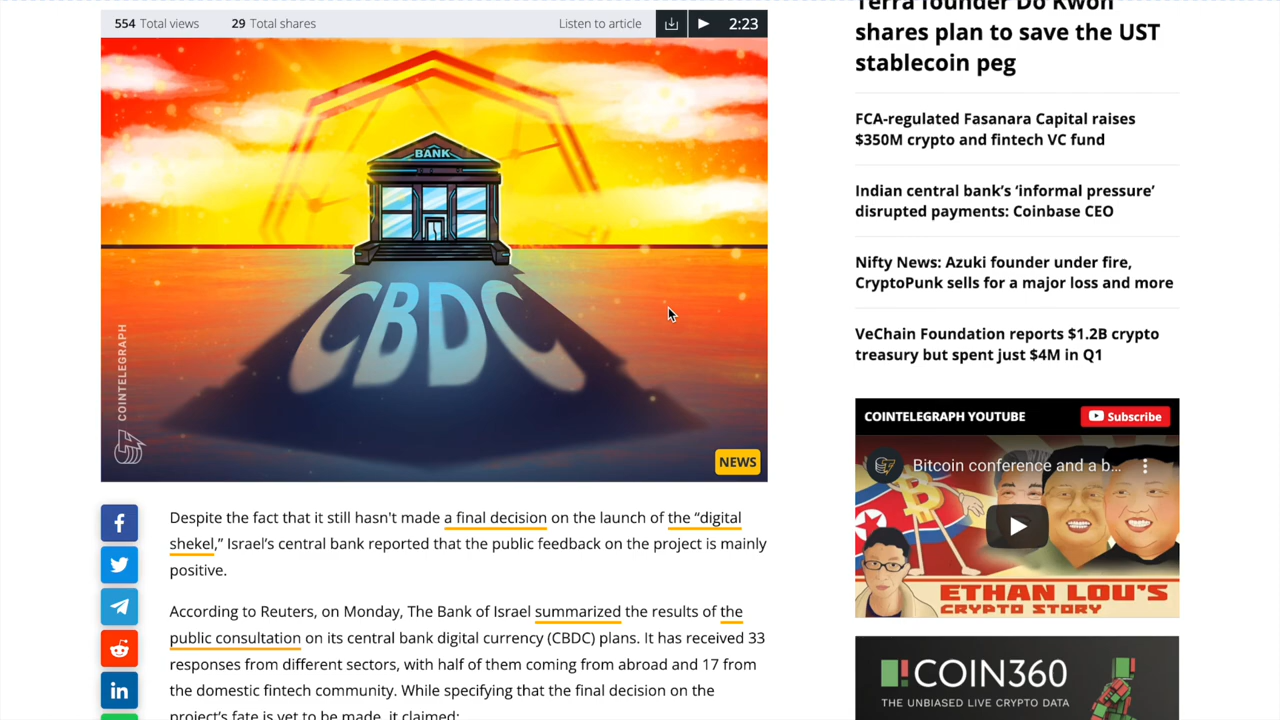 554 Total views
29 Total shares
Listen to article
2:23
BANK
CBDC
COINTELEGRAPH
NEWS
Despite the fact that it still hasn't made a final decision on the launch of the “digital
shekel,” Israel’s central bank reported that the public feedback on the project is mainly
positive.
According to Reuters, on Monday, The Bank of Israel summarized the results of the
public consultation on its central bank digital currency (CBDC) plans. It has received 33
responses from different sectors, with half of them coming from abroad and 17 from
the domestic fintech community. While specifying that the final decision on the
project’s fate is yet to be made, it claimed:
Terra founder Do Kwon
shares plan to save the UST
stablecoin peg
FCA-regulated Fasanara Capital raises
$350M crypto and fintech VC fund
Indian central bank’s ‘informal pressure’
disrupted payments: Coinbase CEO
Nifty News: Azuki founder under fire,
CryptoPunk sells for a major loss and more
VeChain Foundation reports $1.2B crypto
treasury but spent just $4M in Q1
COINTELEGRAPH YOUTUBE
Subscribe
Bitcoin conference and a b...
ETHAN LOU'S
CRYPTO STORY
COIN360
THE UNBIASED LIVE CRYPTO DATA